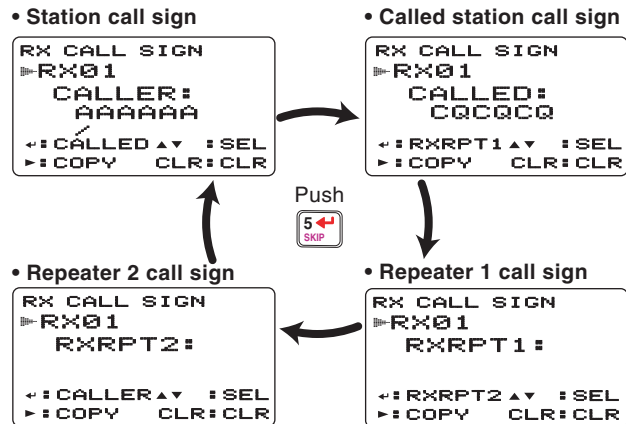 • Station call sign
RX CALL SIGN
RX01
CALLER:
AAAAAA
/
↵:CALLED▲▼ :SEL
►:COPY CLR:CLR
• Called station call sign
RX CALL SIGN
RX01
CALLED:
CQCQCQ
↵:RXRPT1▲▼ :SEL
►:COPY CLR:CLR
Push
5↵
SKIP
• Repeater 2 call sign
RX CALL SIGN
RX01
RXRPT2:
↵:CALLER▲▼ :SEL
►:COPY CLR:CLR
• Repeater 1 call sign
RX CALL SIGN
RX01
RXRPT1:
↵:RXRPT2▲▼ :SEL
►:COPY CLR:CLR